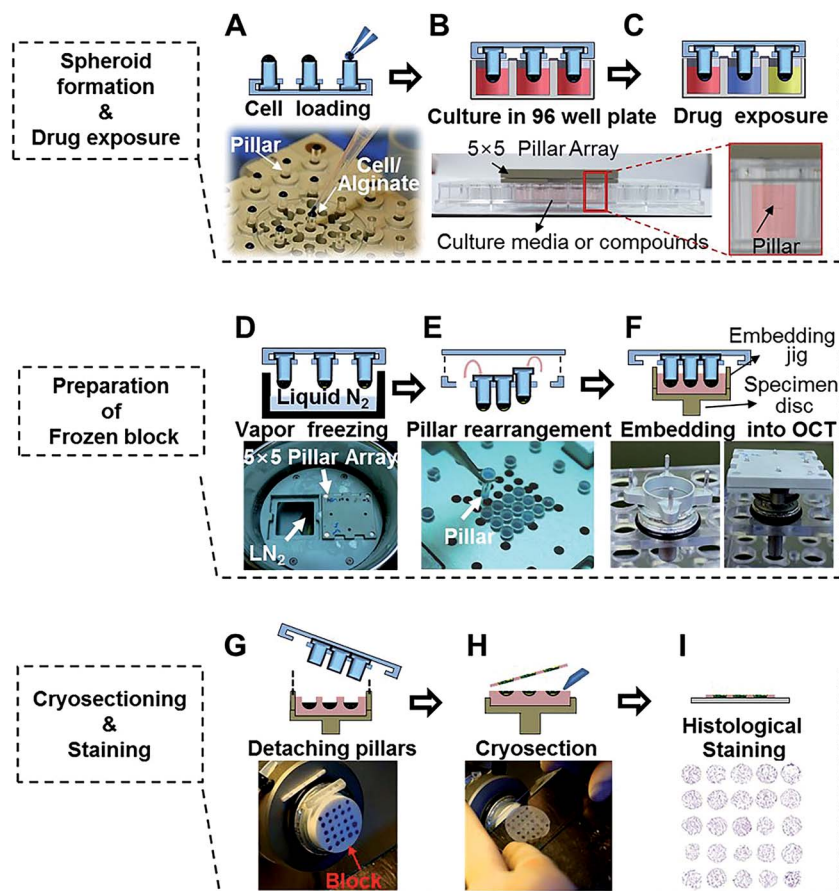 A
B
C
Spheroid
formation
&
Drug exposure
Cell loading
Culture in 96 well plate
Drug exposure
Pillar
Cell/
Alginate
5×5 Pillar Array
Culture media or compounds
Pillar
D
E
F
Preparation
of
Frozen block
Liquid N₂
Embedding
jig
Specimen
disc
Vapor freezing
Pillar rearrangement
Embedding into OCT
5×5 Pillar Array
LN₂
Pillar
G
H
I
Cryosectioning
&
Staining
Detaching pillars
Cryosection
Histological
Staining
Block